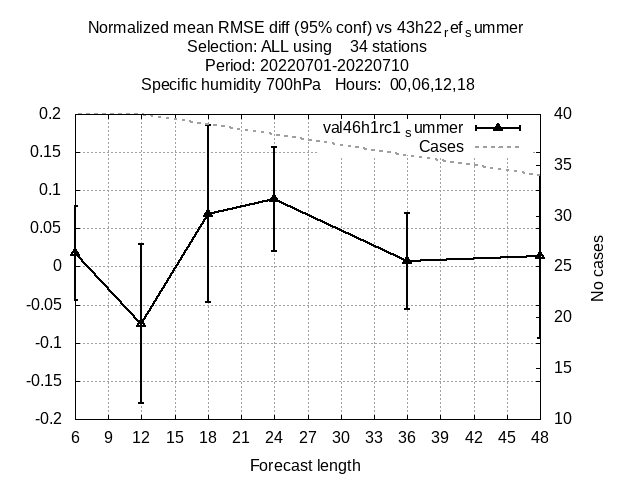 Normalized mean RMSE diff (95% conf) vs 43h22ref summer
Selection: ALL using 34 stations
Period: 20220701-20220710
Specific humidity 700hPa Hours: 00,06,12,18
val46h1rc1summer
Cases
0.2
0.15
0.1
0.05
0
-0.05
-0.1
-0.15
-0.2
40
35
30
25
20
15
10
No cases
6 9 12 15 18 21 24 27 30 33 36 39 42 45 48
Forecast length